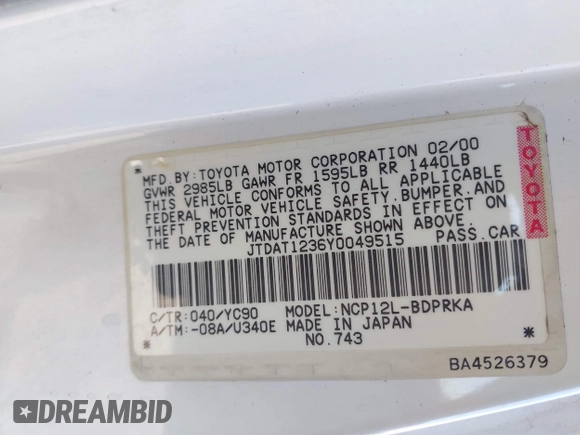 MFD.BY:TOYOTA MOTOR CORPORATION 02/00
GVWR 2985LB GAWR FR 1595LB RR 1440LB
THIS VEHICLE CONFORMS TO ALL APPLICABLE
FEDERAL MOTOR VEHICLE SAFETY,BUMPER,AND
THEFT PREVENTION STANDARDS IN EFFECT ON
THE DATE OF MANUFACTURE SHOWN ABOVE.
JTDAT1236Y0049515 PASS.CAR
TOYOTA
C/TR:040/YC90 MODEL:NCP12L-BDPRKA
A/TM:-08A/U340E MADE IN JAPAN
* NO.743 *
BA4526379
DREAMBID